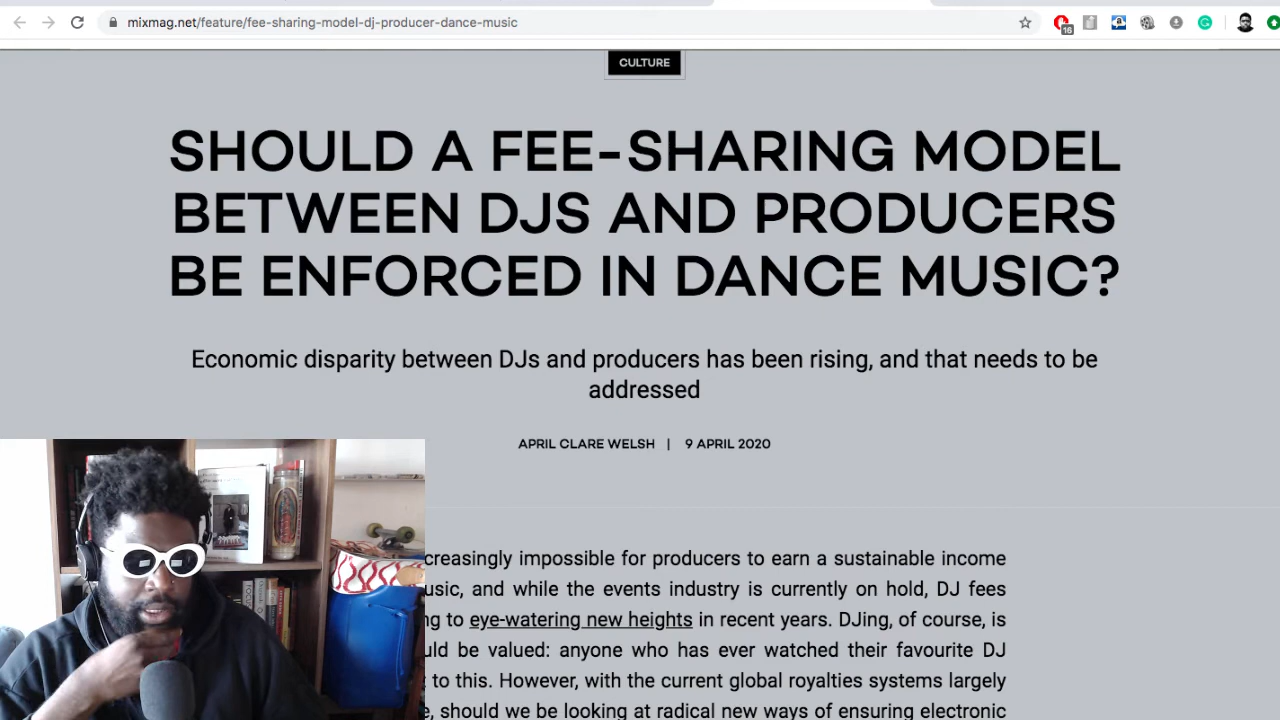 mixmag.net/feature/fee-sharing-model-dj-producer-dance-music
16
CULTURE
SHOULD A FEE-SHARING MODEL
BETWEEN DJS AND PRODUCERS
BE ENFORCED IN DANCE MUSIC?
Economic disparity between DJs and producers has been rising, and that needs to be
addressed
APRIL CLARE WELSH | 9 APRIL 2020
creasingly impossible for producers to earn a sustainable income
usic, and while the events industry is currently on hold, DJ fees
ng to eye-watering new heights in recent years. DJing, of course, is
uld be valued: anyone who has ever watched their favourite DJ
t to this. However, with the current global royalties systems largely
e, should we be looking at radical new ways of ensuring electronic